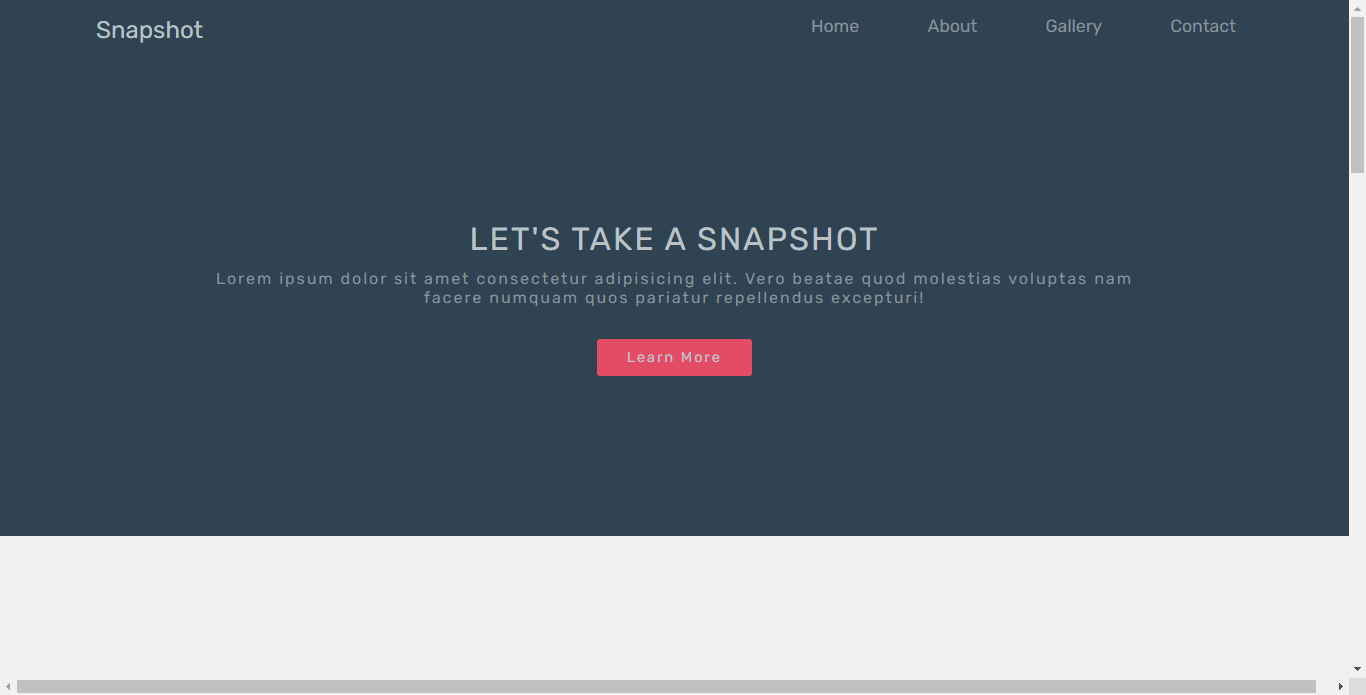 Snapshot
Home About Gallery Contact
LET'S TAKE A SNAPSHOT
Lorem ipsum dolor sit amet consectetur adipisicing elit. Vero beatae quod molestias voluptas nam
facere numquam quos pariatur repellendus excepturi!
Learn More